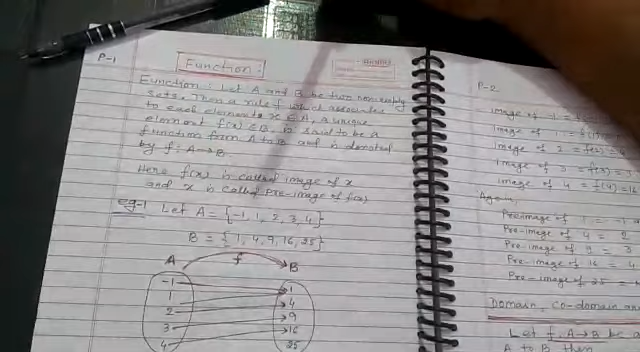 P-1
Function:
Function: Let A and B be two nonempty
sets. Then a rule f which associates
to each element x ∈ A, a unique
element f(x) ∈ B, is said to be a
function from A to B and is denoted
by f: A→B
Here f(x) is called image of x
and x is called Pre-image of f(x)
eg-1 Let A = {-1, 1, 2, 3, 4}
B = {1, 4, 9, 16, 25}
A f B
-1 1
1 4
2 9
3 16
4 25
P-2
image of -1 =
image of 1 =
image of 2 = f(2)
image of 3 = f(3)
image of 4 = f(4) = 16
Again,
Pre-image of 1 = -1
Pre-image of 4 = 2
Pre-image of 9 = 3
Pre-image of 16 = 4
Pre-image of 25 =
Domain, Co-domain an
Let f: A→B be a
A to B then